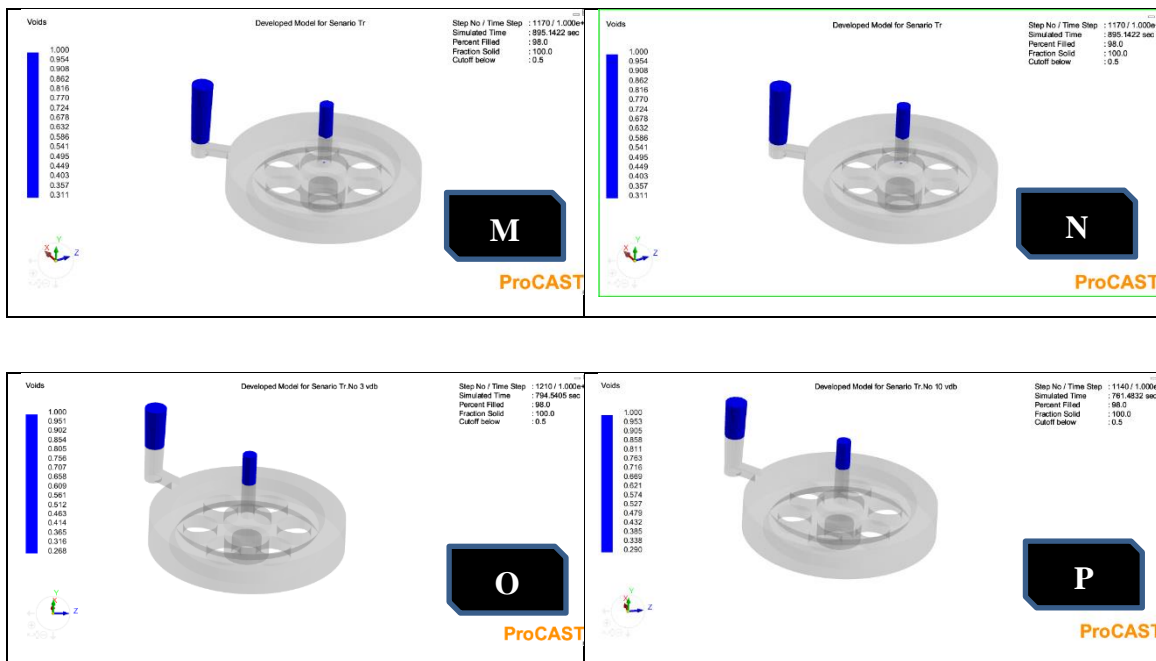 Voids
Developed Model for Senario Tr
Step No / Time Step : 1170 / 1.000e+
Simulated Time : 895.1422 sec
Percent Filled : 98.0
Fraction Solid : 100.0
Cutoff below : 0.5
1.000
0.954
0.908
0.862
0.816
0.770
0.724
0.678
0.632
0.586
0.541
0.495
0.449
0.403
0.357
0.311
Y
X
Z
M
ProCAST
Voids
Developed Model for Senario Tr
Step No / Time Step : 1170 / 1.000e
Simulated Time : 895.1422 sec
Percent Filled : 98.0
Fraction Solid : 100.0
Cutoff below : 0.5
1.000
0.954
0.908
0.862
0.816
0.770
0.724
0.678
0.632
0.586
0.541
0.495
0.449
0.403
0.357
0.311
Y
X
Z
N
ProCAST
Voids
Developed Model for Senario Tr.No 3 vdb
Step No / Time Step : 1210 / 1.000e+
Simulated Time : 794.5405 sec
Percent Filled : 98.0
Fraction Solid : 100.0
Cutoff below : 0.5
1.000
0.951
0.902
0.854
0.805
0.756
0.707
0.658
0.609
0.561
0.512
0.463
0.414
0.365
0.316
0.268
Y
X
Z
O
ProCAST
Voids
Developed Model for Senario Tr.No 10 vdb
Step No / Time Step : 1140 / 1.000e
Simulated Time : 761.4832 sec
Percent Filled : 98.0
Fraction Solid : 100.0
Cutoff below : 0.5
1.000
0.953
0.905
0.858
0.811
0.763
0.716
0.669
0.621
0.574
0.527
0.479
0.432
0.385
0.338
0.290
Y
X
Z
P
ProCAST